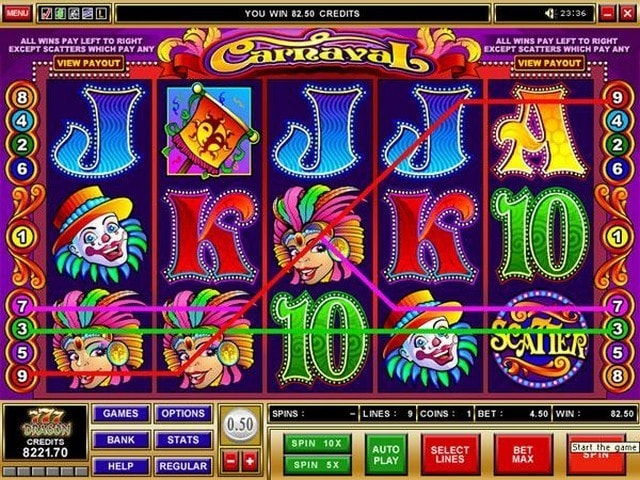 MENU
L
YOU WIN 82.50 CREDITS
23:36
ALL WINS PAY LEFT TO RIGHT
EXCEPT SCATTERS WHICH PAY ANY
VIEW PAYOUT
Carnaval
ALL WINS PAY LEFT TO RIGHT
EXCEPT SCATTERS WHICH PAY ANY
VIEW PAYOUT
8 J J J A 9
4 4
2 2
6 6
1 K K 10 1
7 7
3 10 SCATTER 3
5 5
9 8
777
DRAGON
CREDITS
8221.70
GAMES
OPTIONS
BANK
STATS
HELP
REGULAR
0.50
SPINS : – LINES : 9 COINS : 1 BET : 4.50 WIN : 82.50
SPIN 10X
SPIN 5X
AUTO
PLAY
SELECT
LINES
BET
MAX
SPIN
Start the game